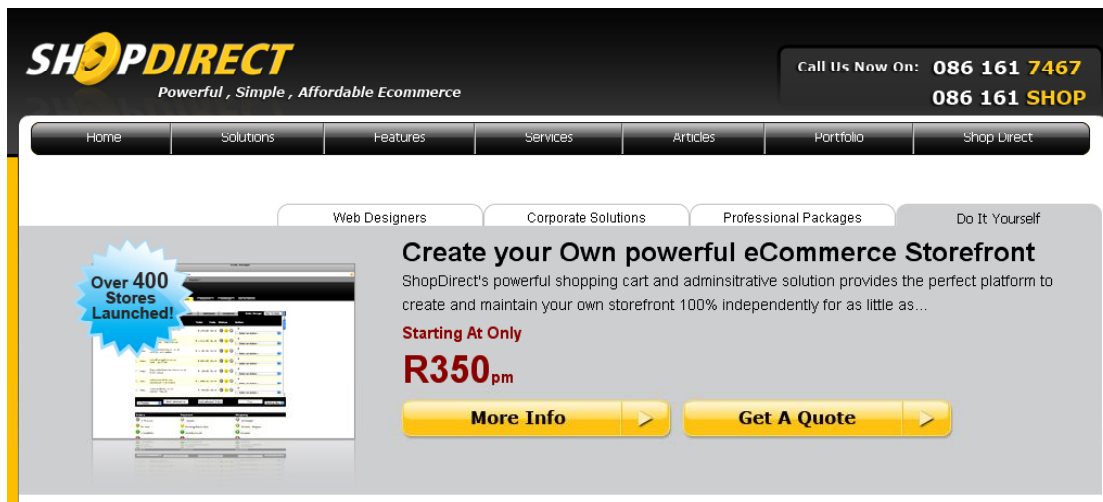 SHOPDIRECT
Powerful , Simple , Affordable Ecommerce
Call Us Now On: 086 161 7467
086 161 SHOP
Home Solutions Features Services Articles Portfolio Shop Direct
Web Designers Corporate Solutions Professional Packages Do It Yourself
Over 400
Stores
Launched!
Create your Own powerful eCommerce Storefront
ShopDirect's powerful shopping cart and adminsitrative solution provides the perfect platform to
create and maintain your own storefront 100% independently for as little as...
Starting At Only
R350pm
More Info Get A Quote